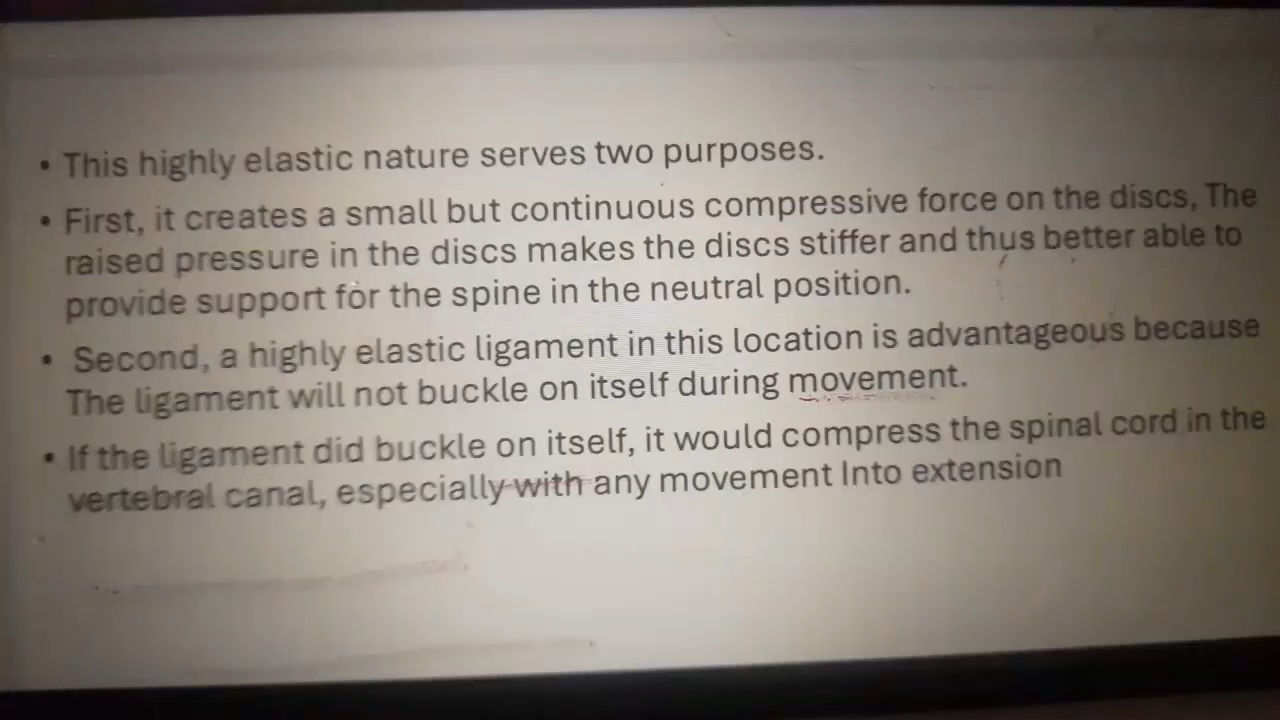 • This highly elastic nature serves two purposes.
• First, it creates a small but continuous compressive force on the discs, The
raised pressure in the discs makes the discs stiffer and thus better able to
provide support for the spine in the neutral position.
• Second, a highly elastic ligament in this location is advantageous because
The ligament will not buckle on itself during movement.
• If the ligament did buckle on itself, it would compress the spinal cord in the
vertebral canal, especially with any movement Into extension